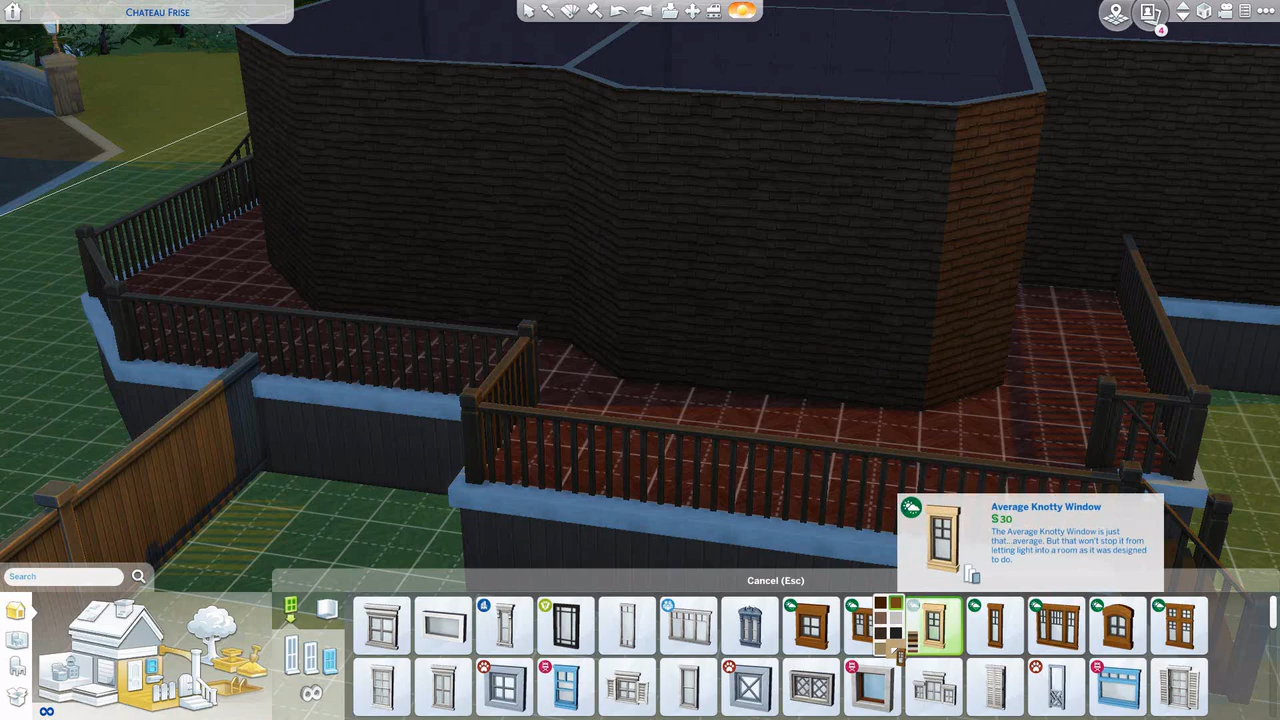 CHATEAU FRISE
4
Average Knotty Window
§30
The Average Knotty Window is just
that...average. But that won't stop it from
letting light into a room as it was designed
to do.
Search
Cancel (Esc)